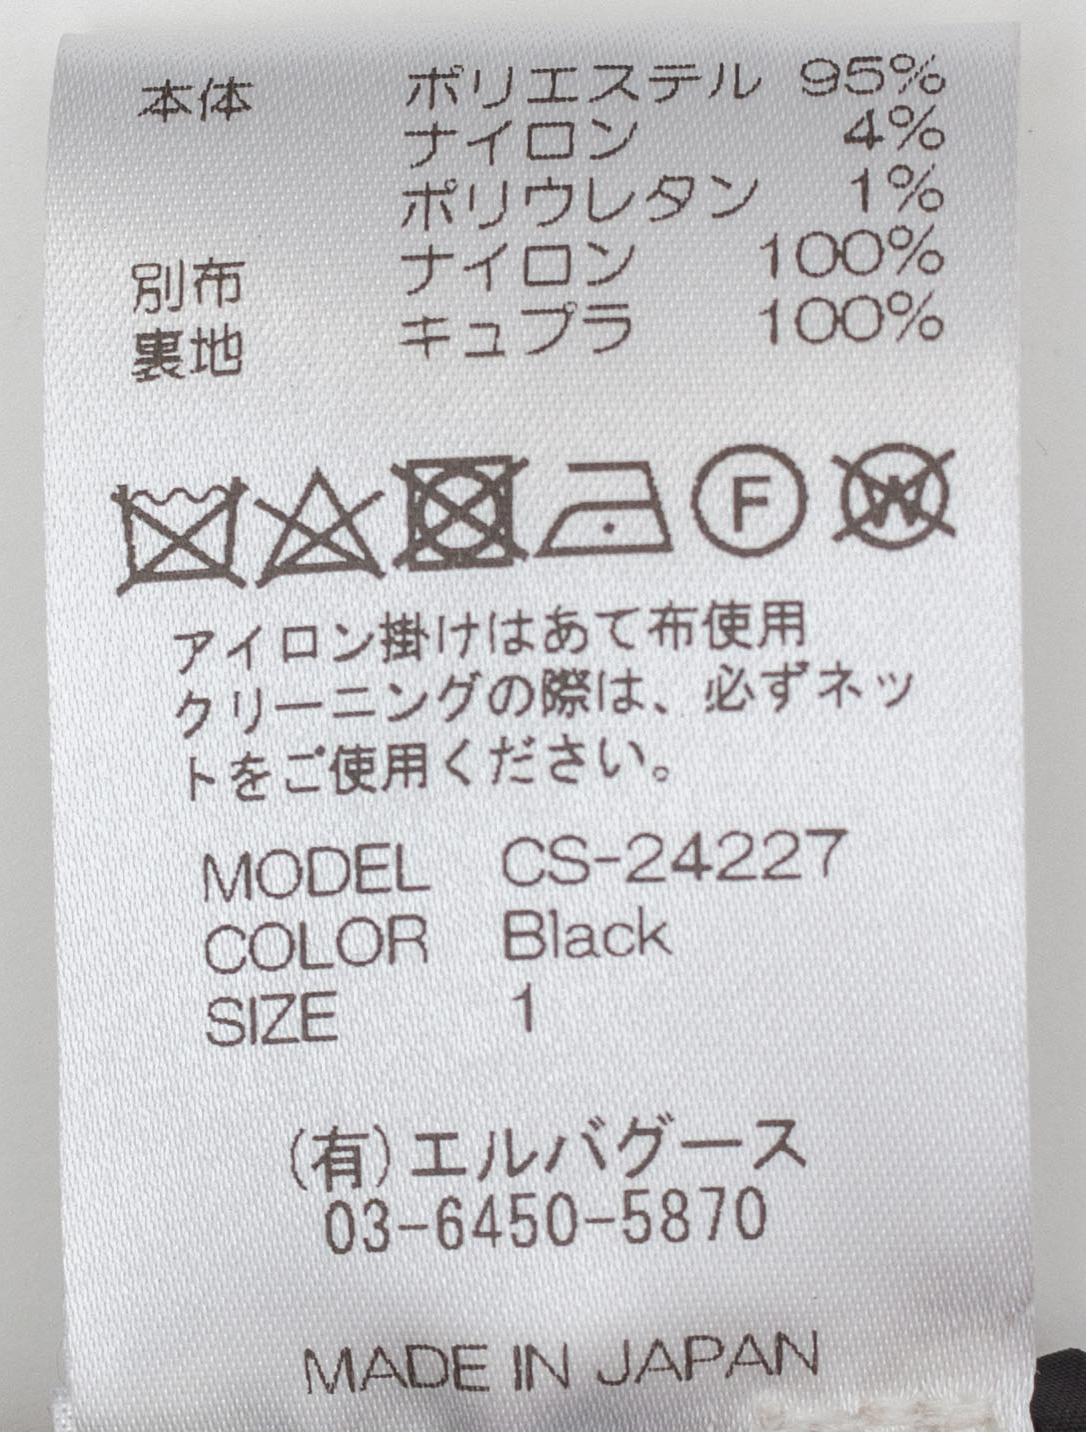 本体 ポリエステル 95%
ナイロン 4%
ポリウレタン 1%
別布 ナイロン 100%
裏地 キュプラ 100%
F W
アイロン掛けはあて布使用
クリーニングの際は、必ずネッ
トをご使用ください。
MODEL CS-24227
COLOR Black
SIZE 1
(有)エルバグース
03-6450-5870
MADE IN JAPAN